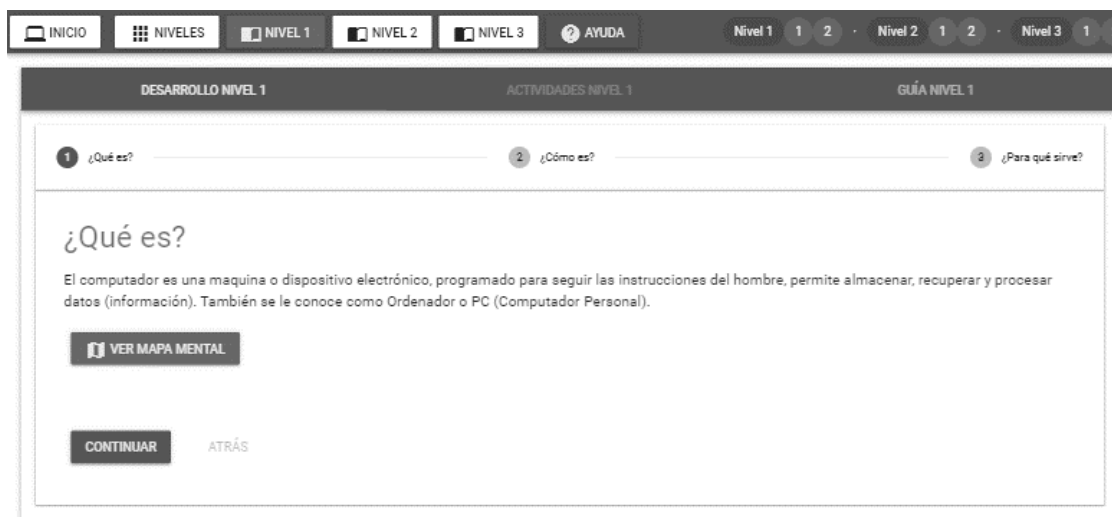 INICIO NIVELES NIVEL 1 NIVEL 2 NIVEL 3 AYUDA Nivel 1 1 2 · Nivel 2 1 2 · Nivel 3 1
DESARROLLO NIVEL 1 ACTIVIDADES NIVEL 1 GUÍA NIVEL 1
1 ¿Qué es? 2 ¿Cómo es? 3 ¿Para qué sirve?
¿Qué es?
El computador es una maquina o dispositivo electrónico, programado para seguir las instrucciones del hombre, permite almacenar, recuperar y procesar
datos (información). También se le conoce como Ordenador o PC (Computador Personal).
VER MAPA MENTAL
CONTINUAR ATRÁS